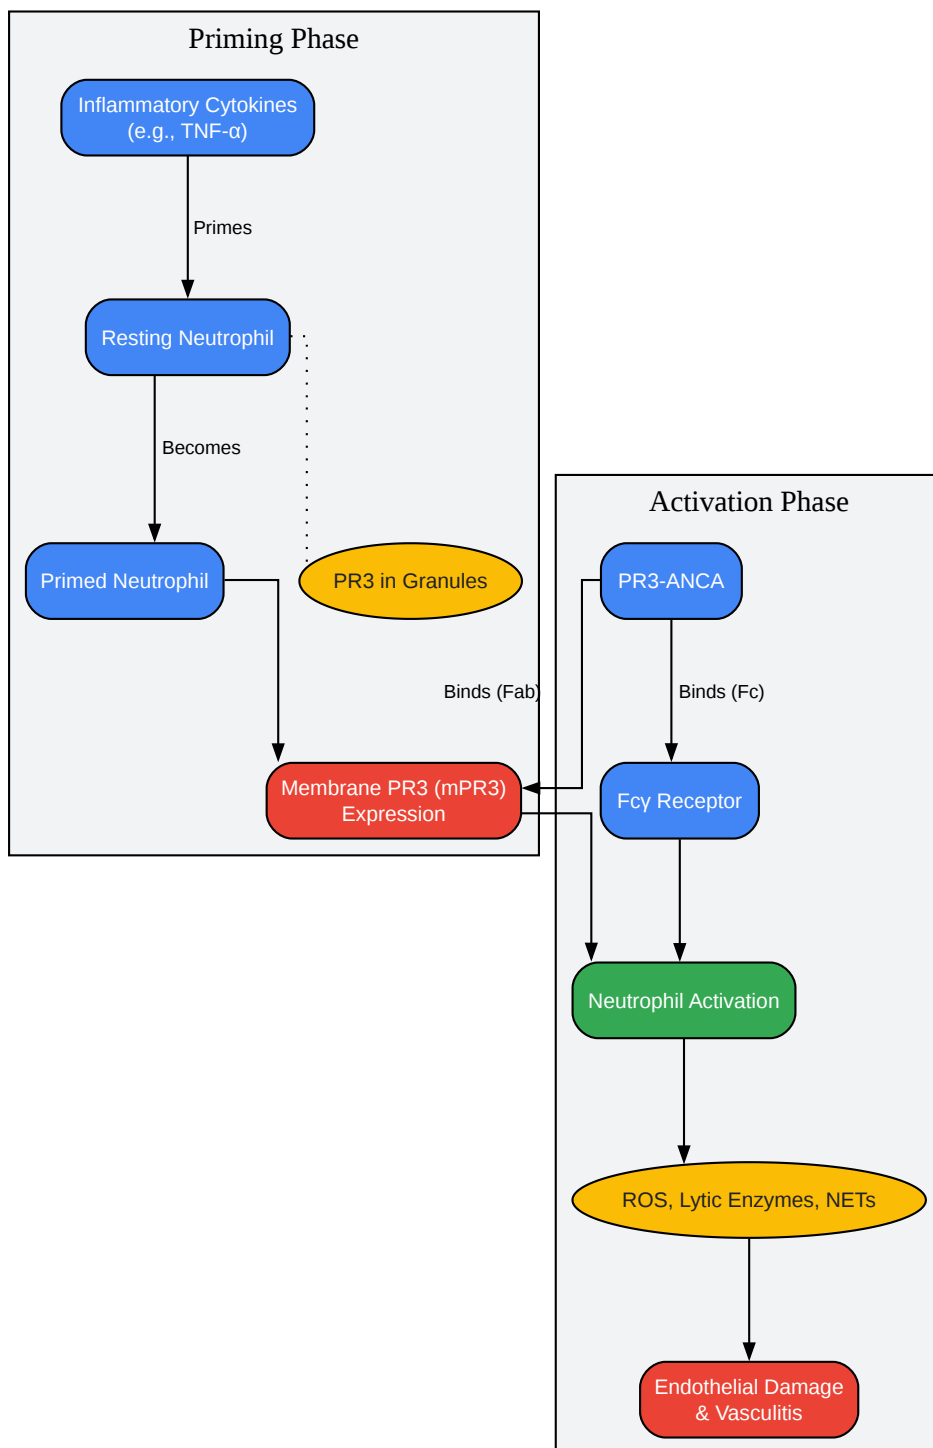 Priming Phase
Inflammatory Cytokines
(e.g., TNF-α)
Primes
Resting Neutrophil
Becomes
Primed Neutrophil
PR3 in Granules
Membrane PR3 (mPR3)
Expression
Activation Phase
PR3-ANCA
Binds (Fab)
Binds (Fc)
Fcγ Receptor
Neutrophil Activation
ROS, Lytic Enzymes, NETs
Endothelial Damage
& Vasculitis